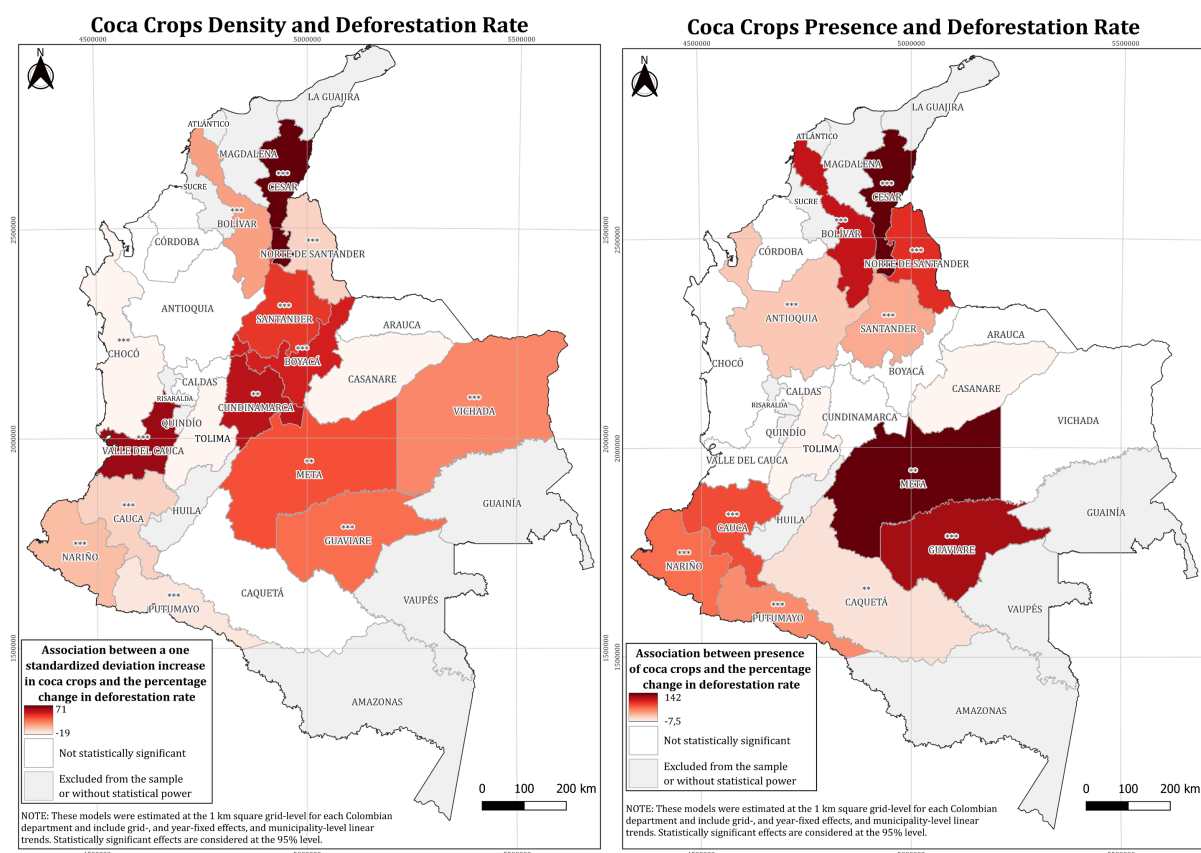 Coca Crops Density and Deforestation Rate
4500000
5000000
5500000
N
LA GUAJIRA
ATLÁNTICO
MAGDALENA
***
CESAR
SUCRE
***
BOLÍVAR
2500000
CÓRDOBA
***
NORTE DE SANTANDER
ANTIOQUIA
***
SANTANDER
ARAUCA
***
CHOCÓ
***
BOYACÁ
CALDAS
CASANARE
RISARALDA
**
CUNDINAMARCA
***
VICHADA
QUINDÍO
2000000
***
VALLE DEL CAUCA
TOLIMA
**
META
***
CAUCA
HUILA
GUAINÍA
***
GUAVIARE
***
NARIÑO
CAQUETÁ
VAUPÉS
***
PUTUMAYO
1500000
AMAZONAS
Association between a one
standardized deviation increase
in coca crops and the percentage
change in deforestation rate
71
-19
Not statistically significant
Excluded from the sample
or without statistical power
0 100 200 km
NOTE: These models were estimated at the 1 km square grid-level for each Colombian
department and include grid-, and year-fixed effects, and municipality-level linear
trends. Statistically significant effects are considered at the 95% level.
4500000
5000000
5500000
Coca Crops Presence and Deforestation Rate
4500000
5000000
5500000
N
LA GUAJIRA
ATLÁNTICO
MAGDALENA
***
CESAR
SUCRE
***
BOLÍVAR
2500000
CÓRDOBA
***
NORTE DE SANTANDER
***
ANTIOQUIA
***
SANTANDER
ARAUCA
CHOCÓ
BOYACÁ
CALDAS
CASANARE
RISARALDA
CUNDINAMARCA
VICHADA
QUINDÍO
2000000
VALLE DEL CAUCA
TOLIMA
**
META
***
CAUCA
HUILA
GUAINÍA
***
GUAVIARE
***
NARIÑO
**
CAQUETÁ
VAUPÉS
***
PUTUMAYO
1500000
AMAZONAS
Association between presence
of coca crops and the percentage
change in deforestation rate
142
-7,5
Not statistically significant
Excluded from the sample
or without statistical power
0 100 200 km
NOTE: These models were estimated at the 1 km square grid-level for each Colombian
department and include grid-, and year-fixed effects, and municipality-level linear
trends. Statistically significant effects are considered at the 95% level.
4500000
5000000
5500000